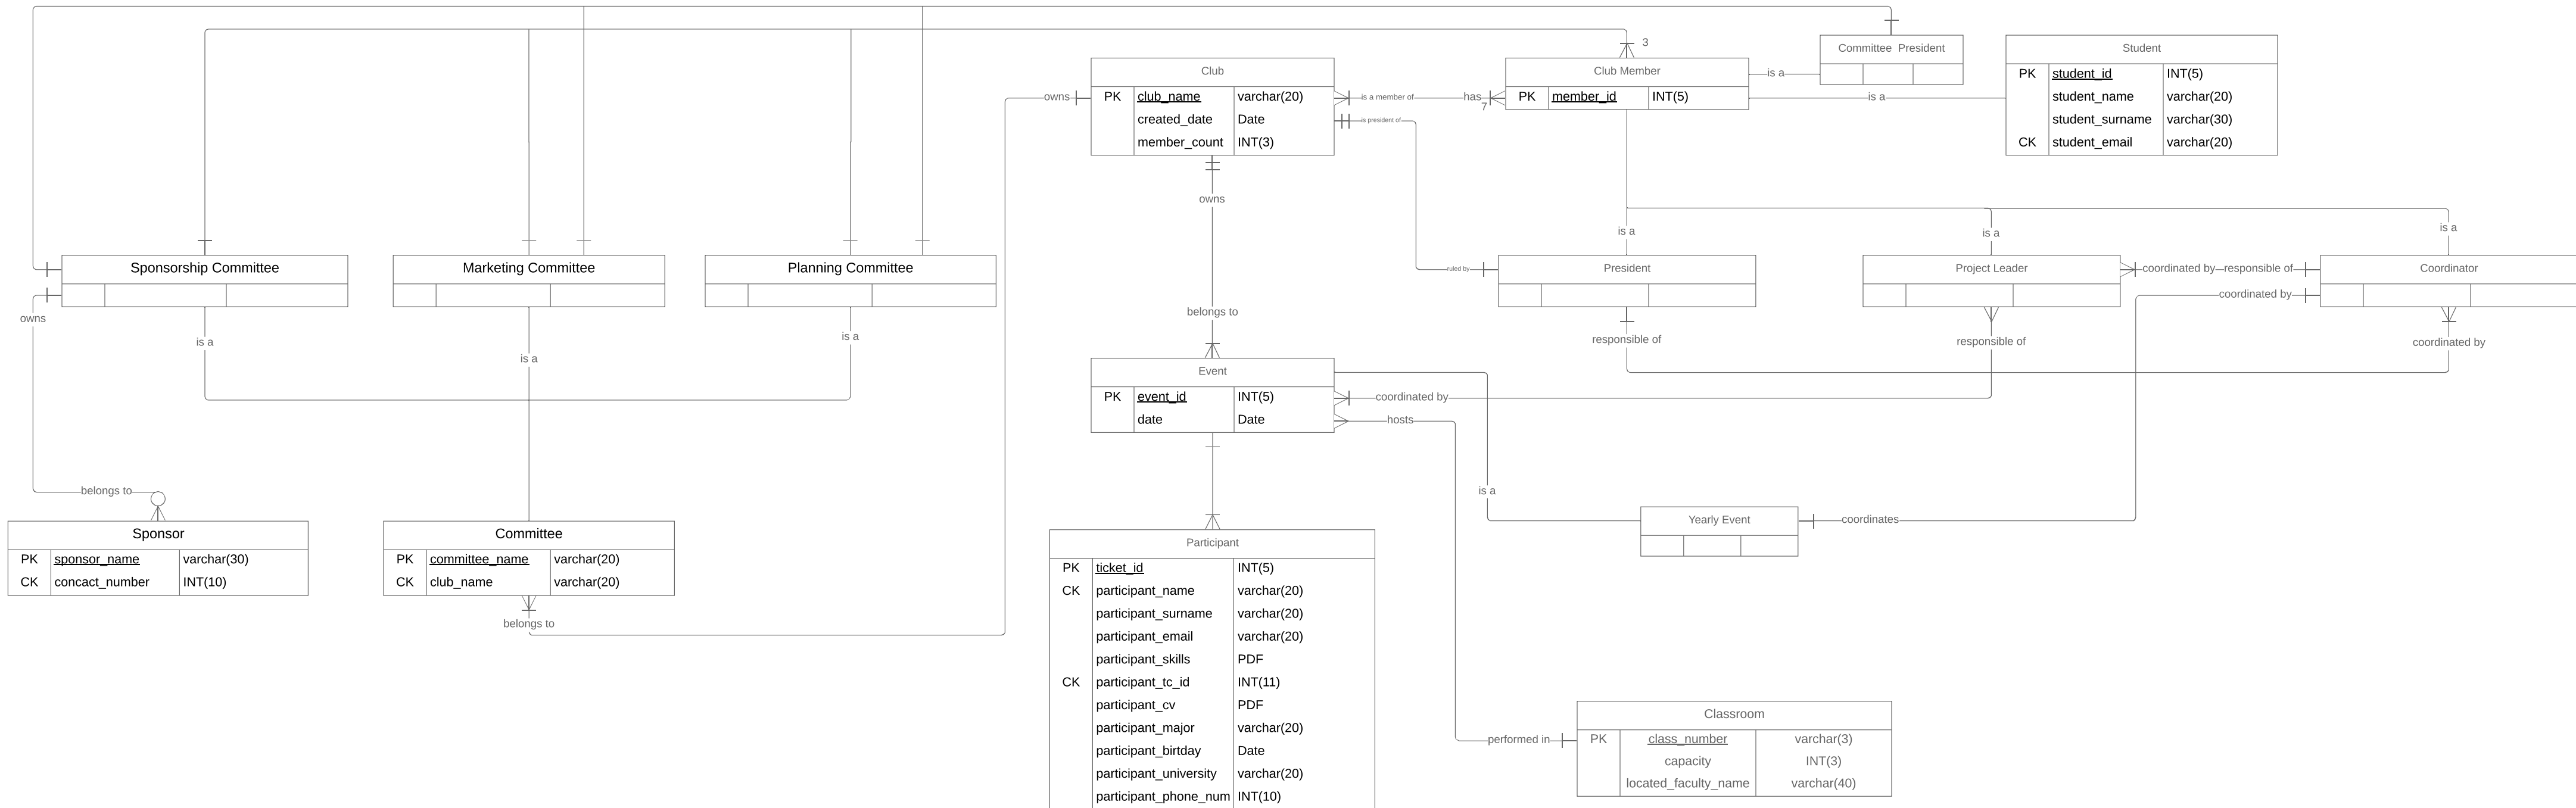 3
Committee President
Student
PK student_id INT(5)
student_name varchar(20)
student_surname varchar(30)
CK student_email varchar(20)
Club
PK club_name varchar(20)
created_date Date
member_count INT(3)
Club Member
PK member_id INT(5)
is a
is a
owns
is a member of
has
7
is president of
owns
belongs to
is a
is a
is a
Sponsorship Committee
Marketing Committee
Planning Committee
ruled by
President
Project Leader
coordinated by
responsible of
Coordinator
coordinated by
owns
is a
is a
is a
responsible of
responsible of
coordinated by
Event
PK event_id INT(5)
date Date
coordinated by
hosts
is a
belongs to
Sponsor
PK sponsor_name varchar(30)
CK concact_number INT(10)
Committee
PK committee_name varchar(20)
CK club_name varchar(20)
belongs to
Yearly Event
coordinates
Participant
PK ticket_id INT(5)
CK participant_name varchar(20)
participant_surname varchar(20)
participant_email varchar(20)
participant_skills PDF
CK participant_tc_id INT(11)
participant_cv PDF
participant_major varchar(20)
participant_birtday Date
participant_university varchar(20)
participant_phone_num INT(10)
performed in
Classroom
PK class_number varchar(3)
capacity INT(3)
located_faculty_name varchar(40)